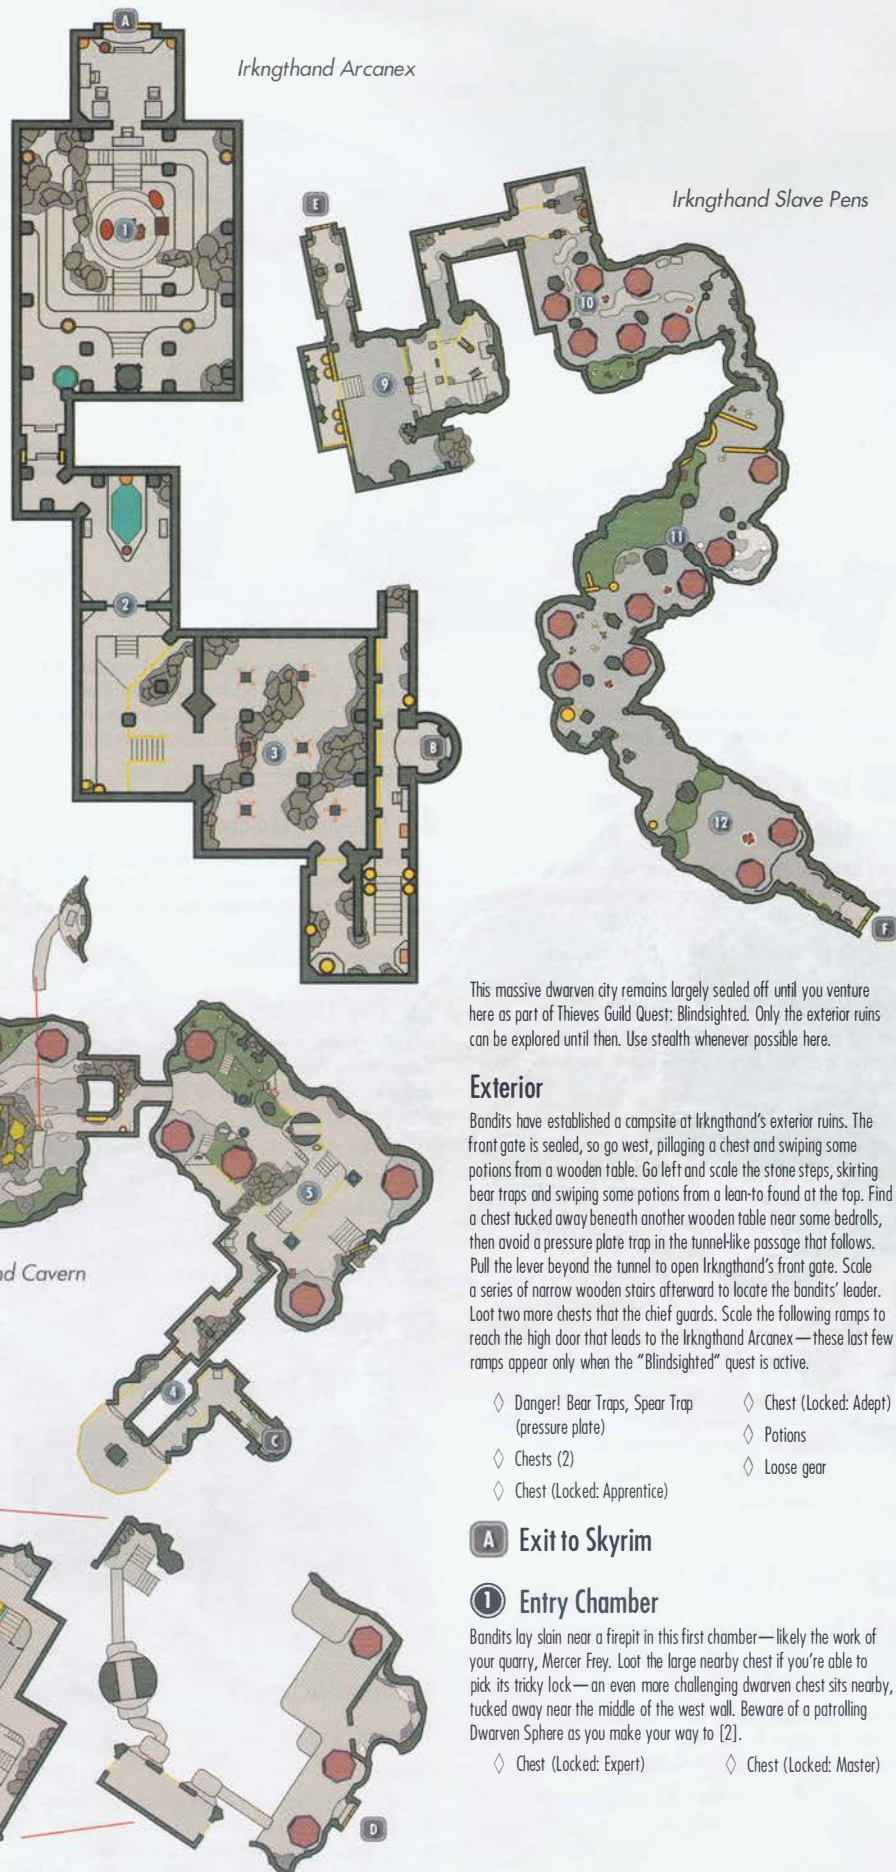 A
Irkngthand Arcanex
E
Irkngthand Slave Pens
1
10
9
11
2
B
3
12
F
This massive dwarven city remains largely sealed off until you venture
here as part of Thieves Guild Quest: Blindsighted. Only the exterior ruins
can be explored until then. Use stealth whenever possible here.
Exterior
Bandits have established a campsite at Irkngthand's exterior ruins. The
front gate is sealed, so go west, pillaging a chest and swiping some
potions from a wooden table. Go left and scale the stone steps, skirting
bear traps and swiping some potions from a lean-to found at the top. Find
a chest tucked away beneath another wooden table near some bedrolls,
then avoid a pressure plate trap in the tunnel-like passage that follows.
Pull the lever beyond the tunnel to open Irkngthand's front gate. Scale
a series of narrow wooden stairs afterward to locate the bandits' leader.
Loot two more chests that the chief guards. Scale the following ramps to
reach the high door that leads to the Irkngthand Arcanex—these last few
ramps appear only when the "Blindsighted" quest is active.
◊ Danger! Bear Traps, Spear Trap
(pressure plate)
◊ Chests (2)
◊ Chest (Locked: Apprentice)
◊ Chest (Locked: Adept)
◊ Potions
◊ Loose gear
A Exit to Skyrim
1 Entry Chamber
Bandits lay slain near a firepit in this first chamber—likely the work of
your quarry, Mercer Frey. Loot the large nearby chest if you're able to
pick its tricky lock—an even more challenging dwarven chest sits nearby,
tucked away near the middle of the west wall. Beware of a patrolling
Dwarven Sphere as you make your way to [2].
◊ Chest (Locked: Expert)
◊ Chest (Locked: Master)
5
nd Cavern
4
C
D